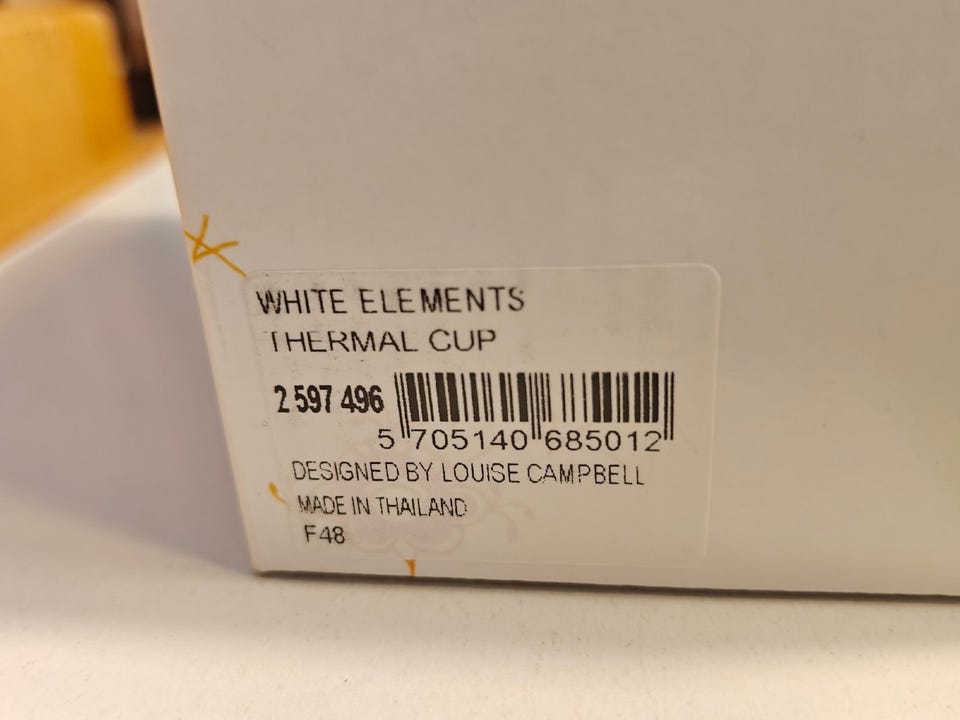 WHITE ELEMENTS
THERMAL CUP
2 597 496
5 705140 685012
DESIGNED BY LOUISE CAMPBELL
MADE IN THAILAND
F48